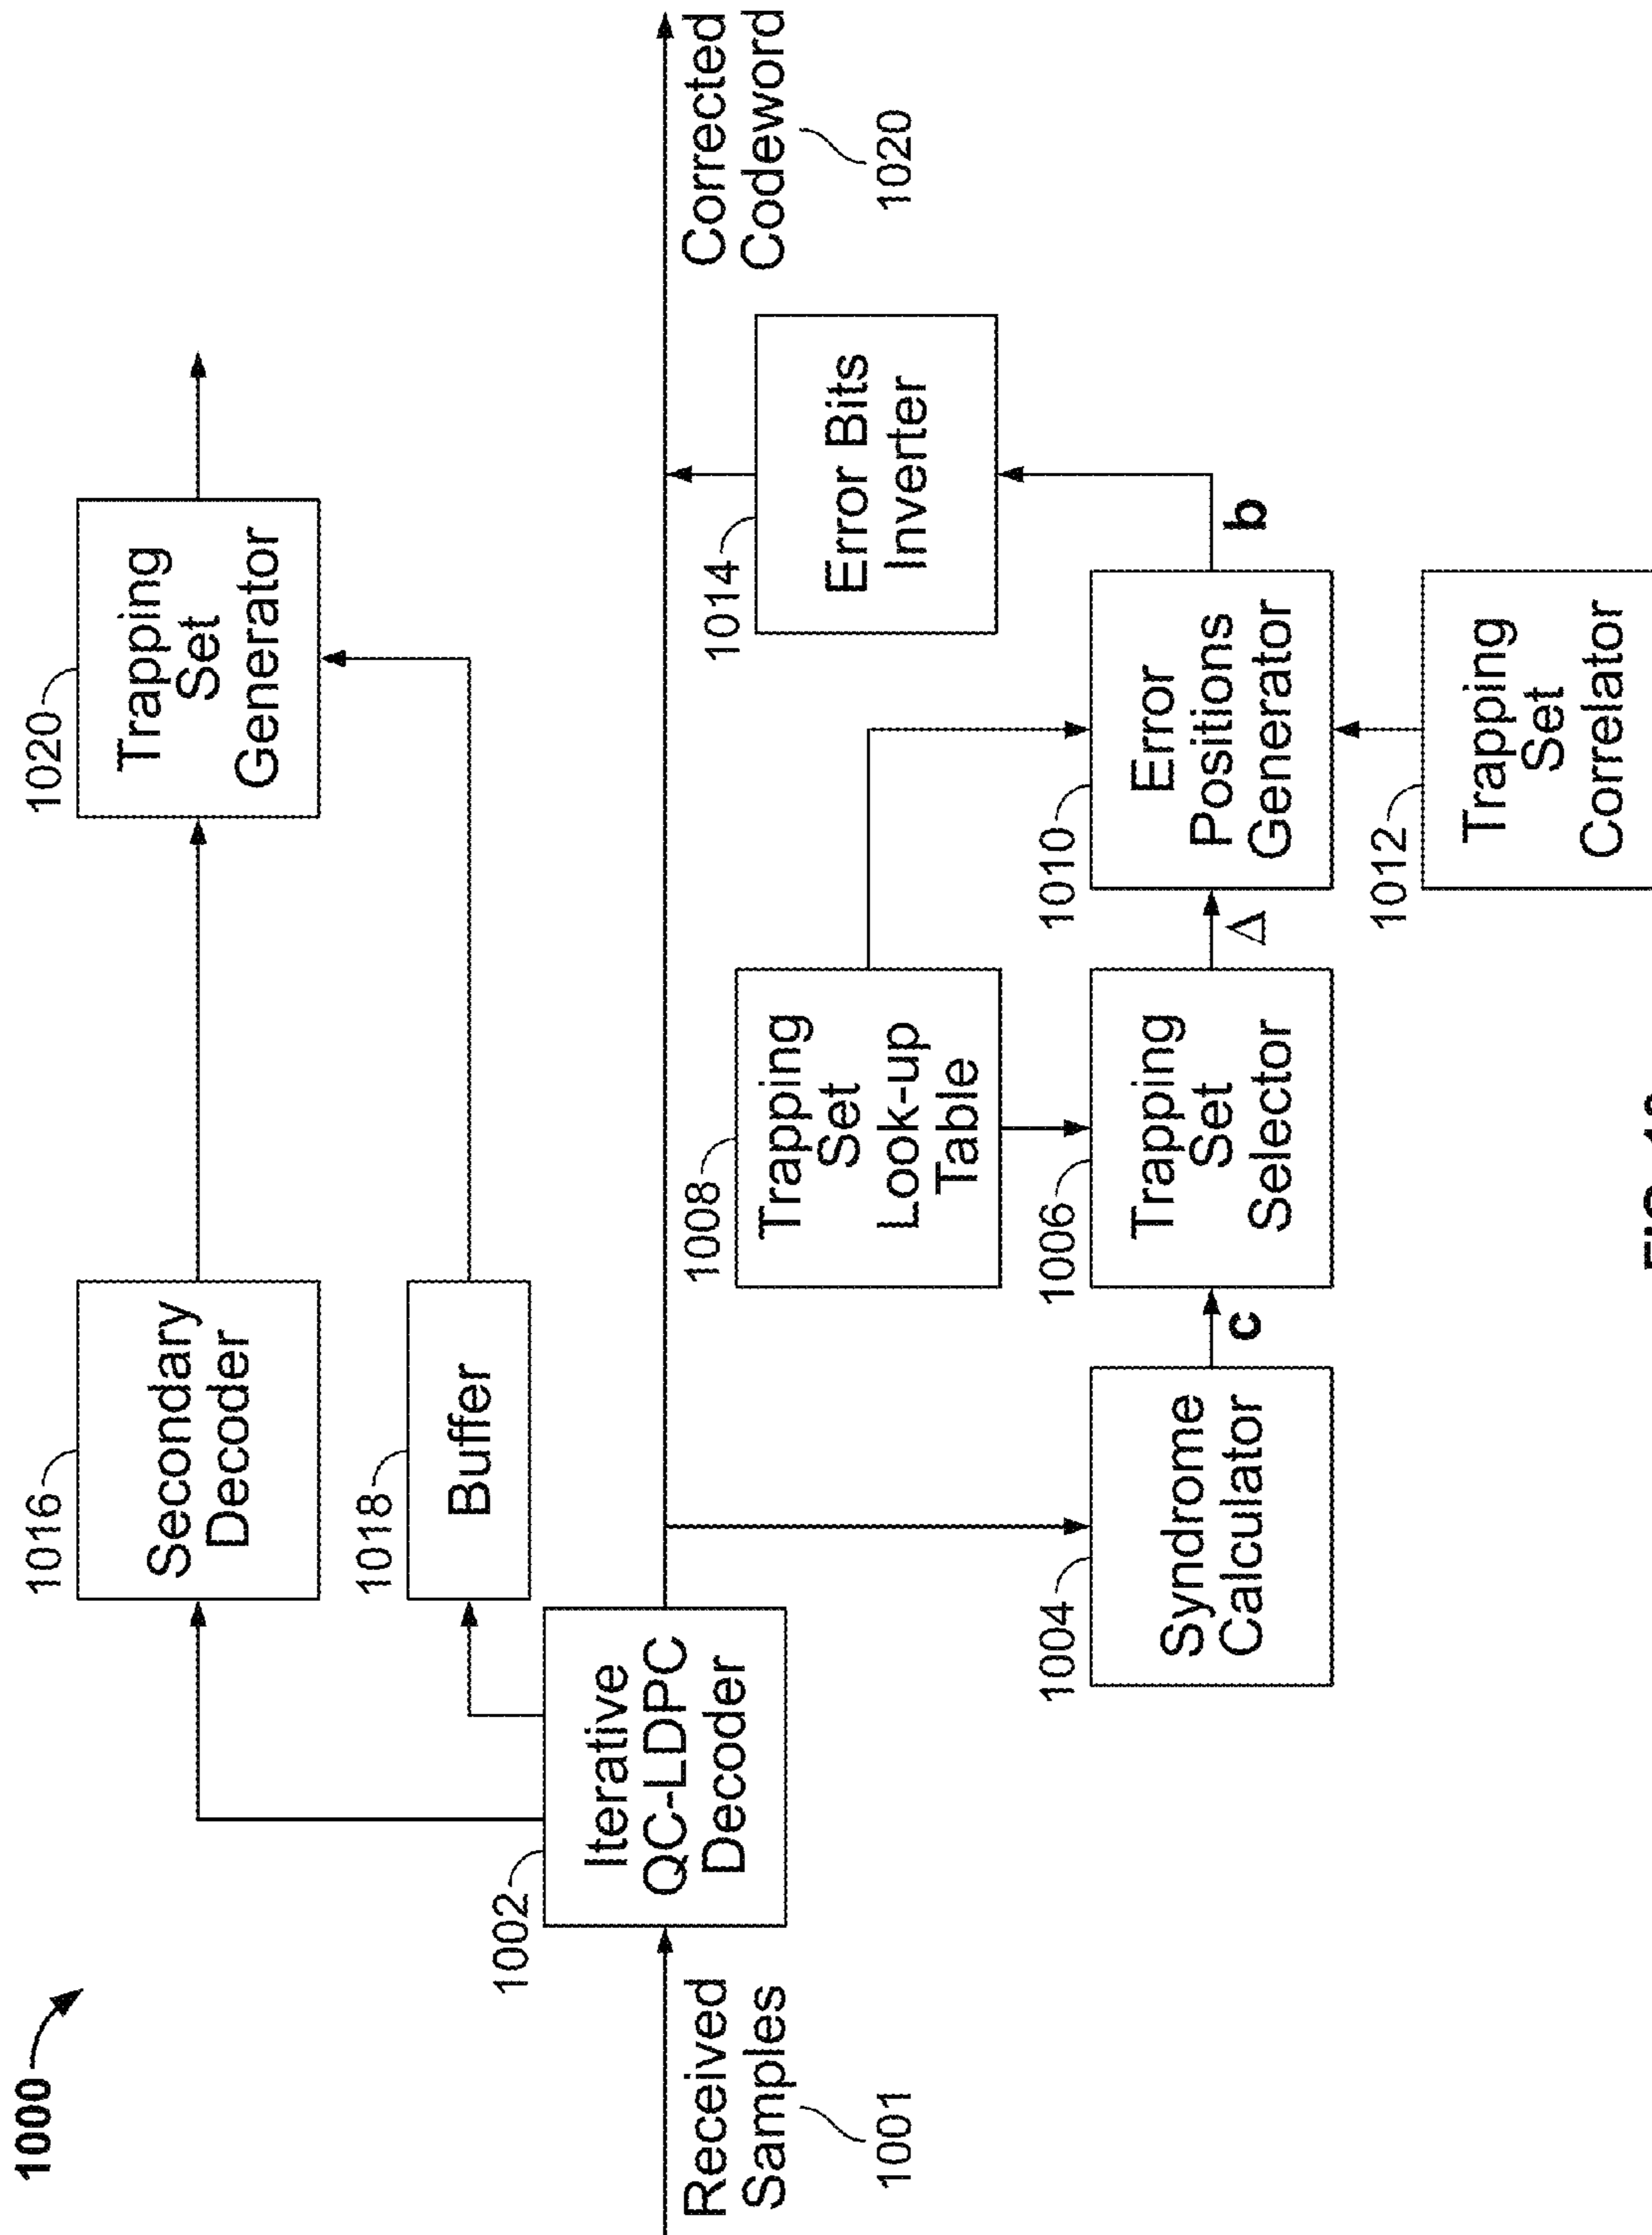 1000
1016
Secondary
Decoder
1020
Trapping
Set
Generator
1018
Buffer
1002
Iterative
QC-LDPC
Decoder
Received
Samples
1001
Corrected
Codeword
1020
1008
Trapping
Set
Look-up
Table
1014
Error Bits
Inverter
1004
Syndrome
Calculator
c
1006
Trapping
Set
Selector
Δ
1010
Error
Positions
Generator
b
1012
Trapping
Set
Correlator